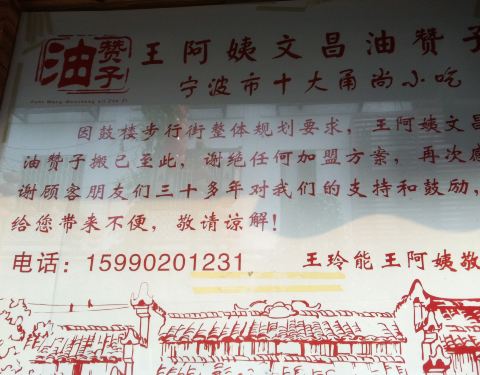 油赞子
王阿姨文昌油赞子
宁波市十大甬尚小吃
因鼓楼步行街整体规划要求,王阿姨文昌
油赞子搬已至此,谢绝任何加盟方案,再次感
谢顾客朋友们三十多年对我们的支持和鼓励,
给您带来不便,敬请谅解!
电话:15990201231
王玲能王阿姨敬